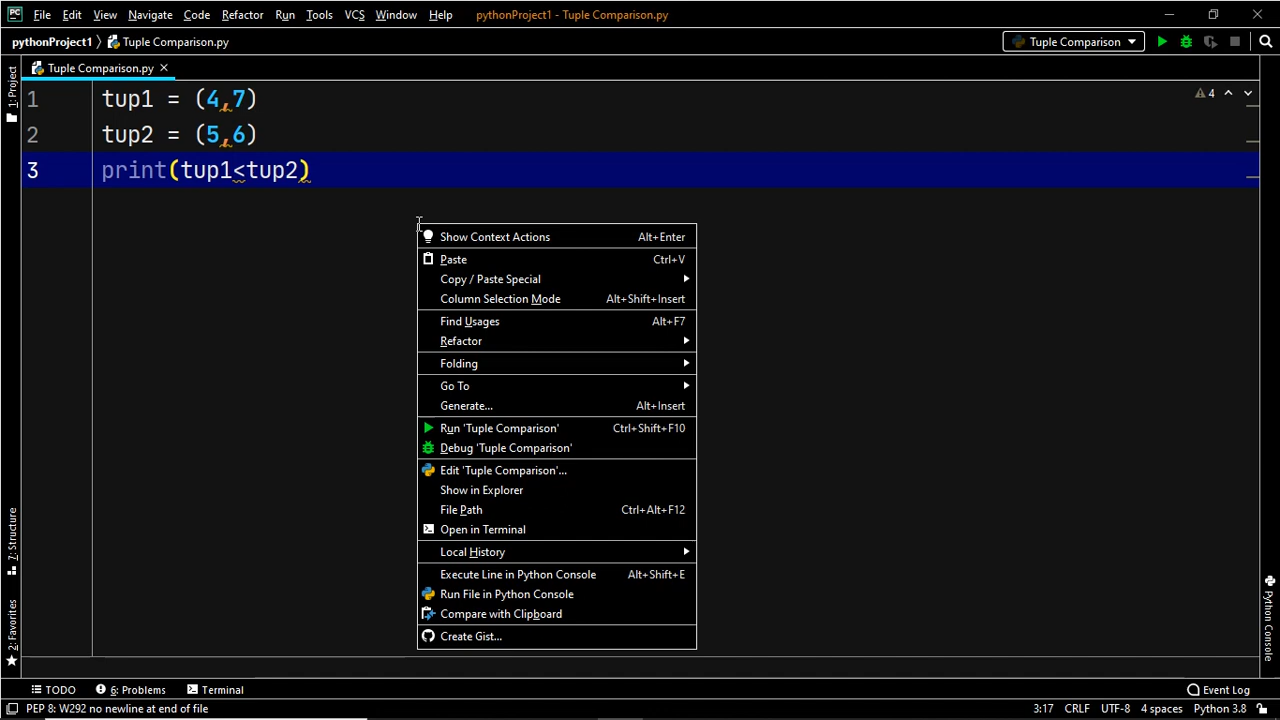 PC File Edit View Navigate Code Refactor Run Tools VCS Window Help pythonProject1 - Tuple Comparison.py
pythonProject1 Tuple Comparison.py Tuple Comparison
1: Project
Tuple Comparison.py
1 tup1 = (4,7)
4
2 tup2 = (5,6)
3 print(tup1<tup2)
Show Context Actions Alt+Enter
Paste Ctrl+V
Copy / Paste Special
Column Selection Mode Alt+Shift+Insert
Find Usages Alt+F7
Refactor
Folding
Go To
Generate... Alt+Insert
Run 'Tuple Comparison' Ctrl+Shift+F10
Debug 'Tuple Comparison'
Edit 'Tuple Comparison'...
Show in Explorer
File Path Ctrl+Alt+F12
Open in Terminal
Local History
Execute Line in Python Console Alt+Shift+E
Run File in Python Console
Compare with Clipboard
Create Gist...
7: Structure
2: Favorites
Python Console
TODO 6: Problems Terminal Event Log
PEP 8: W292 no newline at end of file 3:17 CRLF UTF-8 4 spaces Python 3.8